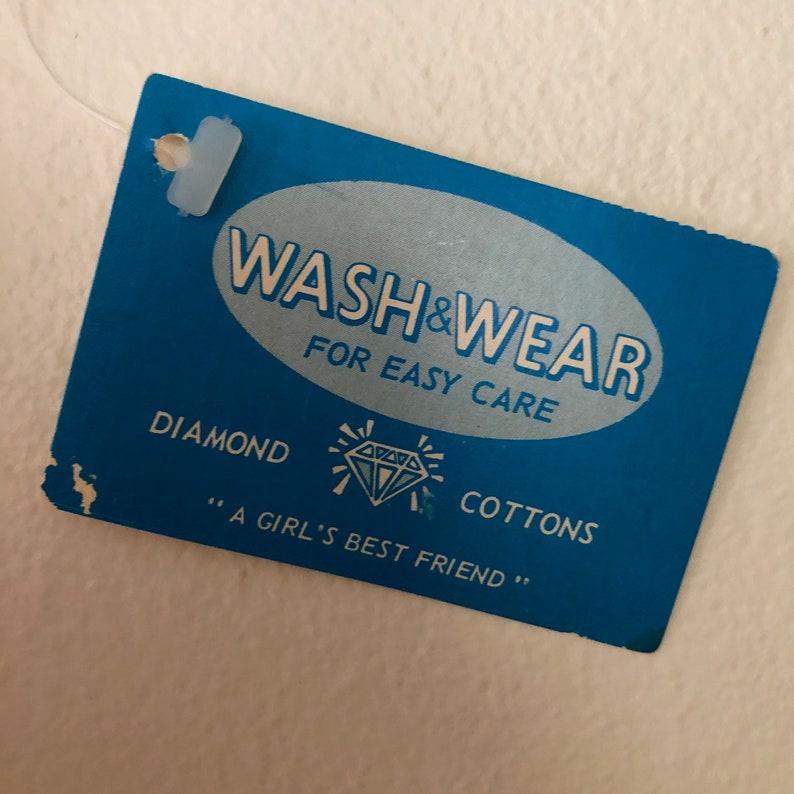 WASH & WEAR
FOR EASY CARE
DIAMOND COTTONS
"A GIRL'S BEST FRIEND"